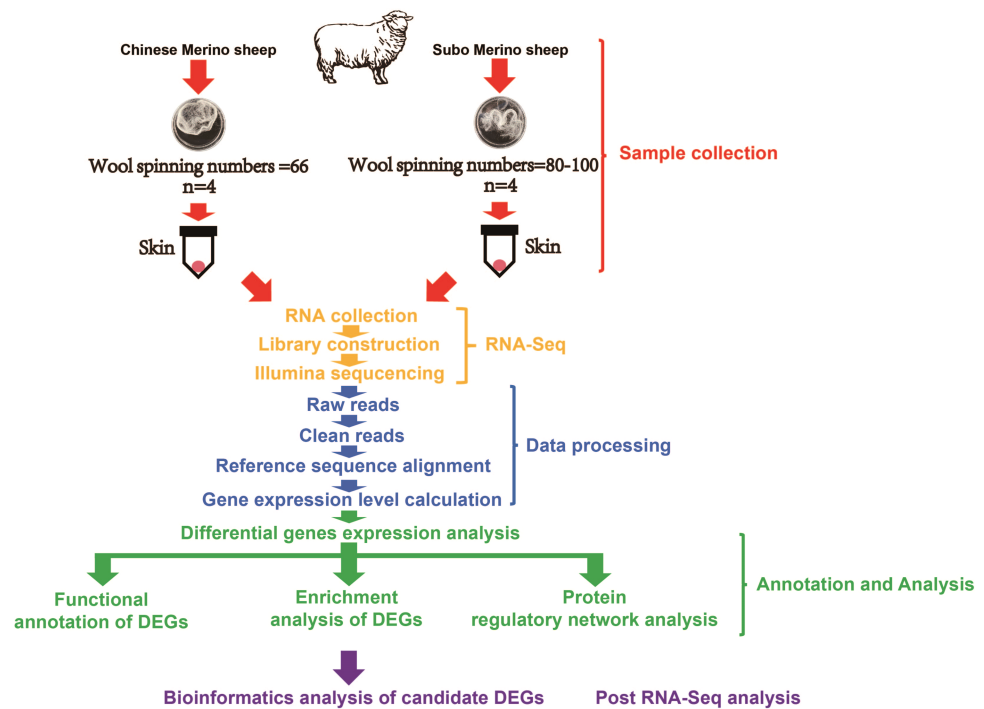 Chinese Merino sheep
Subo Merino sheep
Wool spinning numbers =66
n=4
Wool spinning numbers=80-100
n=4
Sample collection
Skin
Skin
RNA collection
Library construction
Illumina sequcencing
RNA-Seq
Raw reads
Clean reads
Reference sequence alignment
Gene expression level calculation
Data processing
Differential genes expression analysis
Functional
annotation of DEGs
Enrichment
analysis of DEGs
Protein
regulatory network analysis
Annotation and Analysis
Bioinformatics analysis of candidate DEGs
Post RNA-Seq analysis